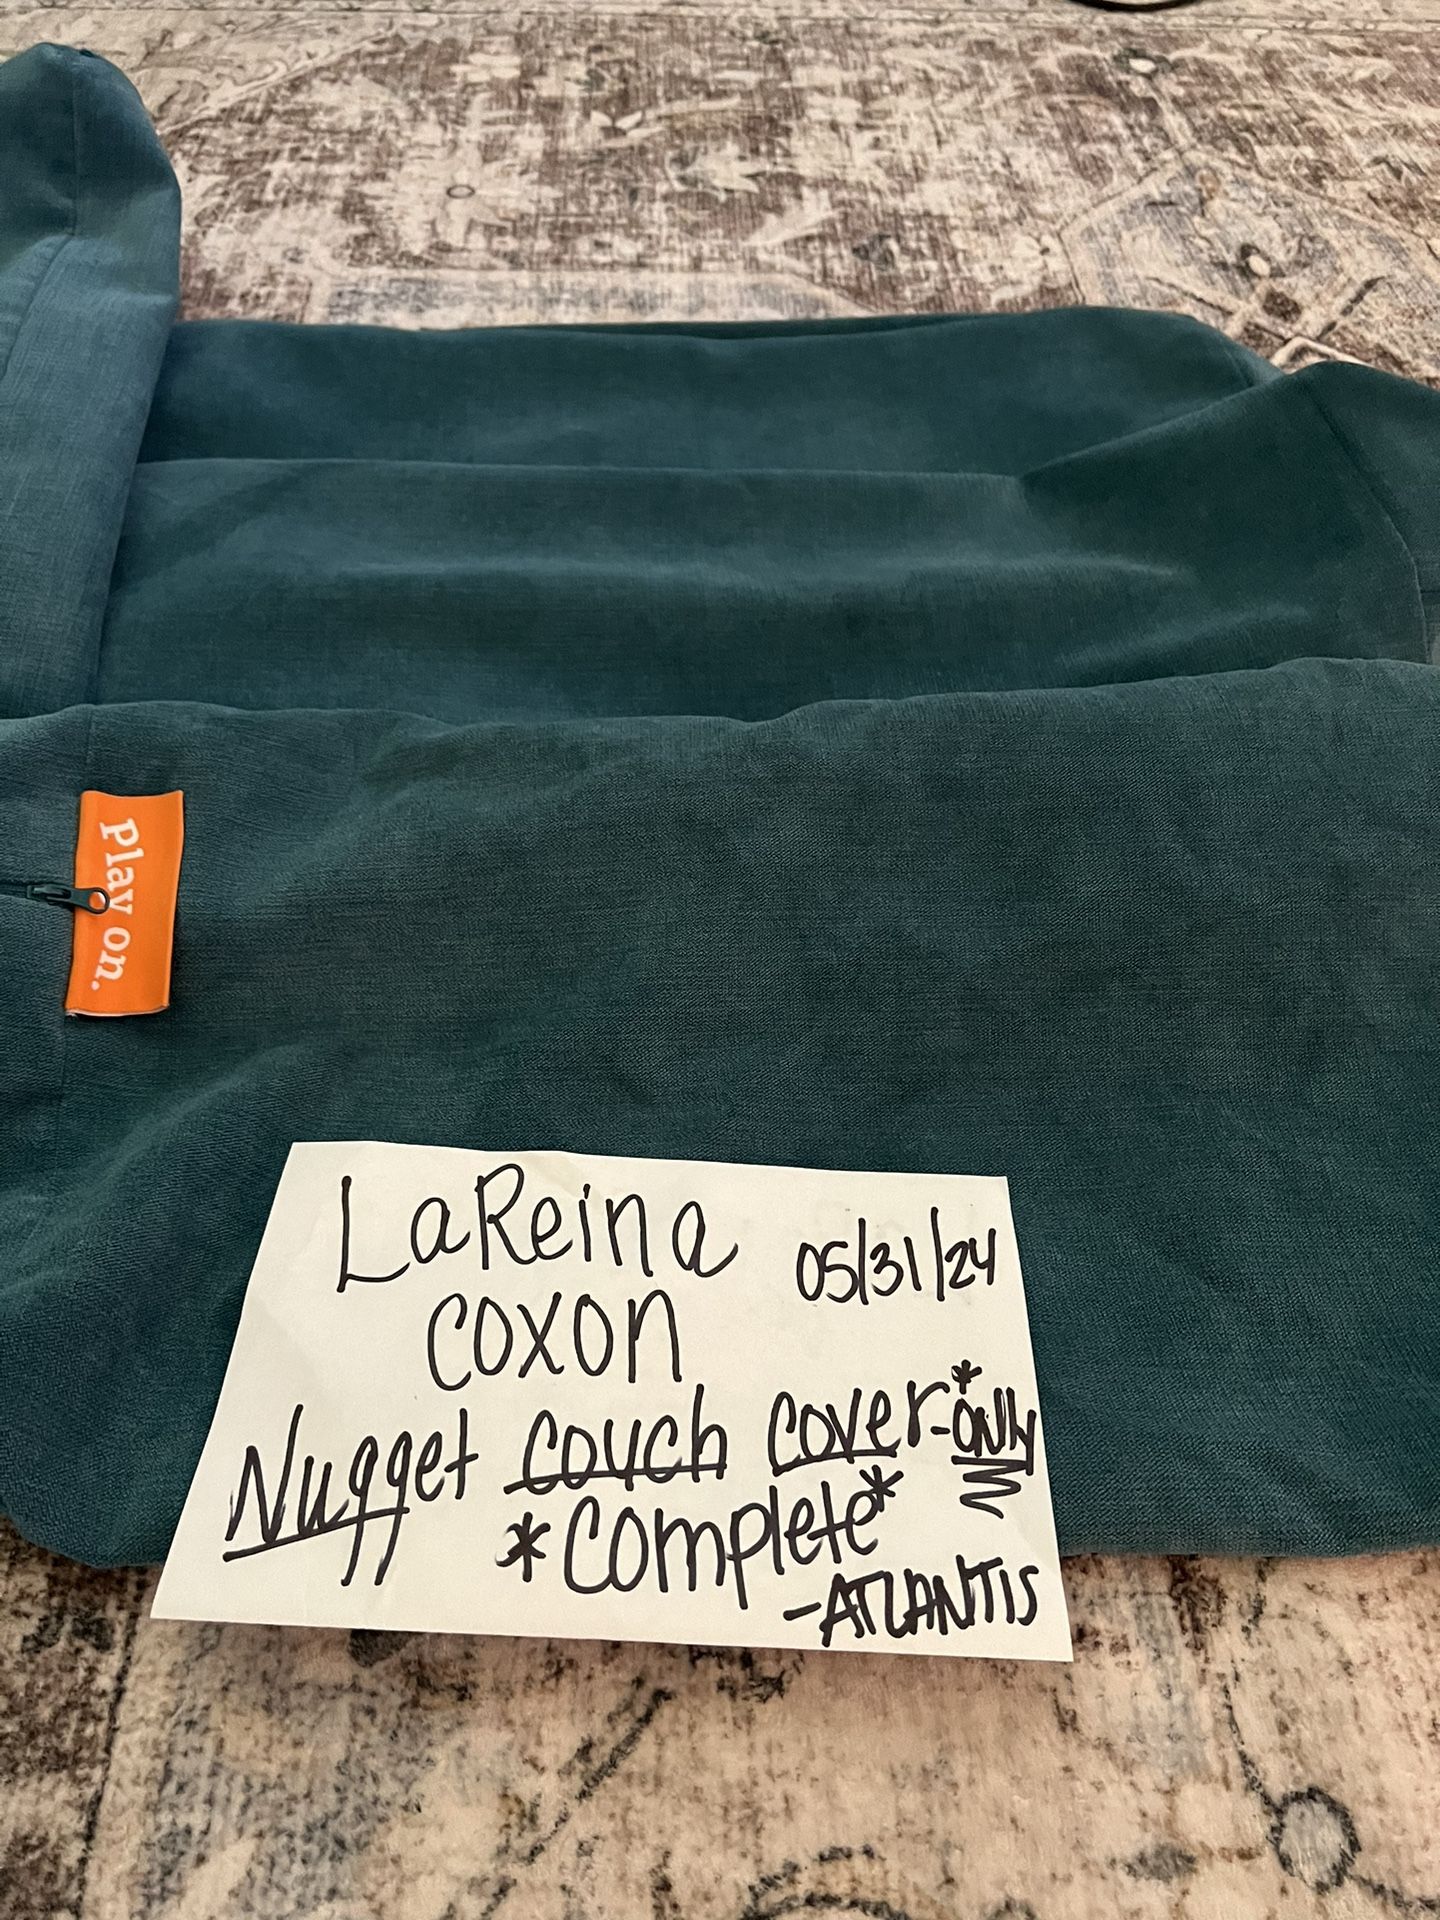 Play on.
LaReina 05/31/24
Coxon
Nugget couch cover-*only
*Complete*
-ATLANTIS